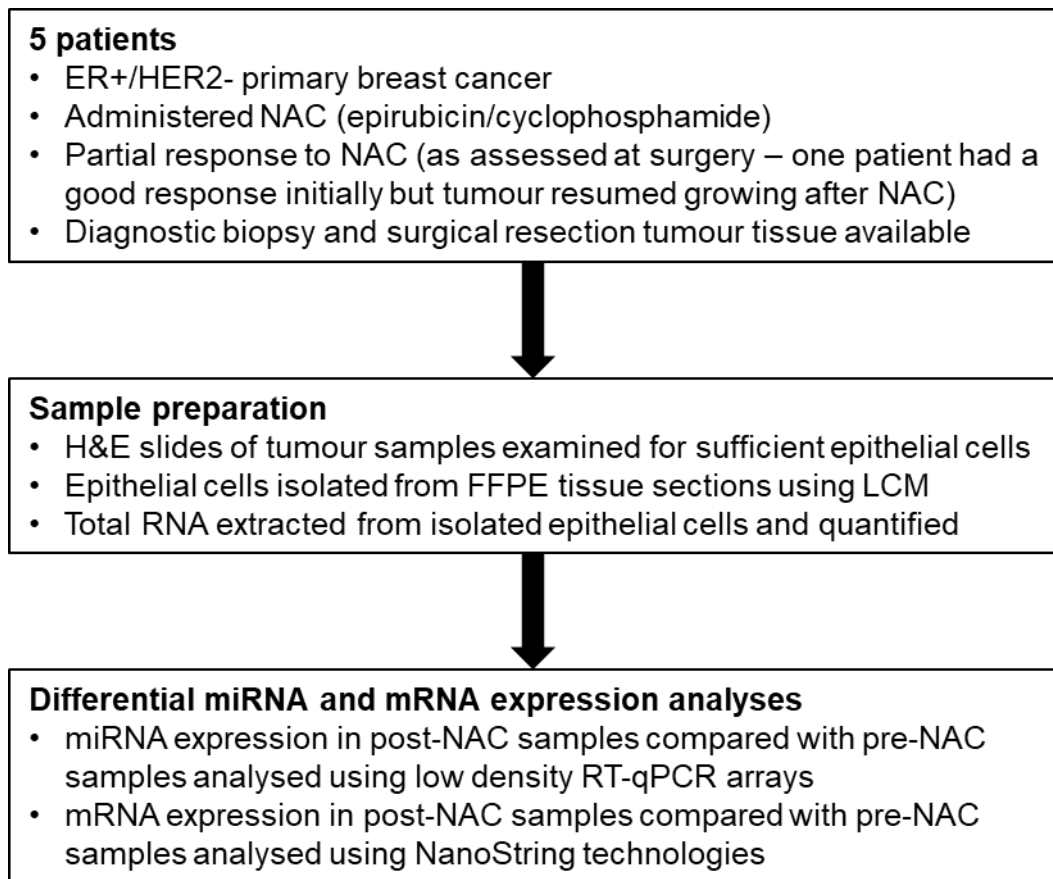 5 patients
• ER+/HER2- primary breast cancer
• Administered NAC (epirubicin/cyclophosphamide)
• Partial response to NAC (as assessed at surgery – one patient had a
good response initially but tumour resumed growing after NAC)
• Diagnostic biopsy and surgical resection tumour tissue available
Sample preparation
• H&E slides of tumour samples examined for sufficient epithelial cells
• Epithelial cells isolated from FFPE tissue sections using LCM
• Total RNA extracted from isolated epithelial cells and quantified
Differential miRNA and mRNA expression analyses
• miRNA expression in post-NAC samples compared with pre-NAC
samples analysed using low density RT-qPCR arrays
• mRNA expression in post-NAC samples compared with pre-NAC
samples analysed using NanoString technologies